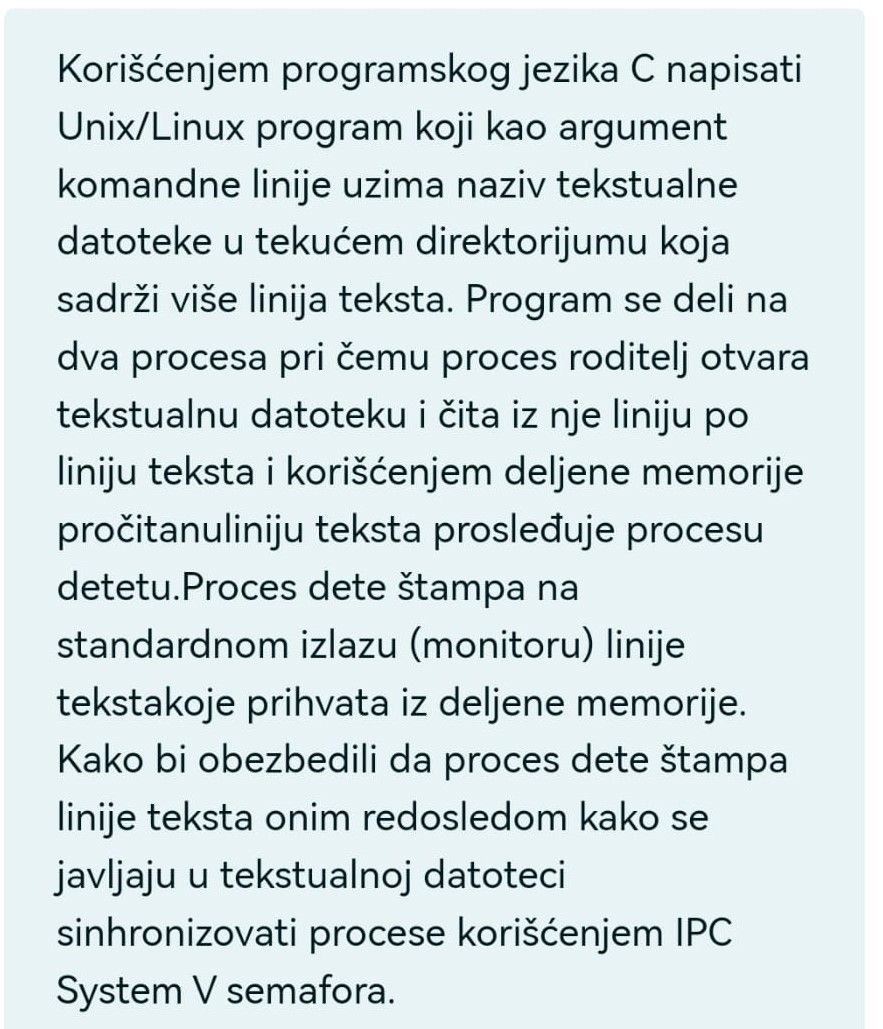 Korišćenjem programskog jezika C napisati
Unix/Linux program koji kao argument
komandne linije uzima naziv tekstualne
datoteke u tekućem direktorijumu koja
sadrži više linija teksta. Program se deli na
dva procesa pri čemu proces roditelj otvara
tekstualnu datoteku i čita iz nje liniju po
liniju teksta i korišćenjem deljene memorije
pročitanuliniju teksta prosleđuje procesu
detetu.Proces dete štampa na
standardnom izlazu (monitoru) linije
tekstakoje prihvata iz deljene memorije.
Kako bi obezbedili da proces dete štampa
linije teksta onim redosledom kako se
javljaju u tekstualnoj datoteci
sinhronizovati procese korišćenjem IPC
System V semafora.